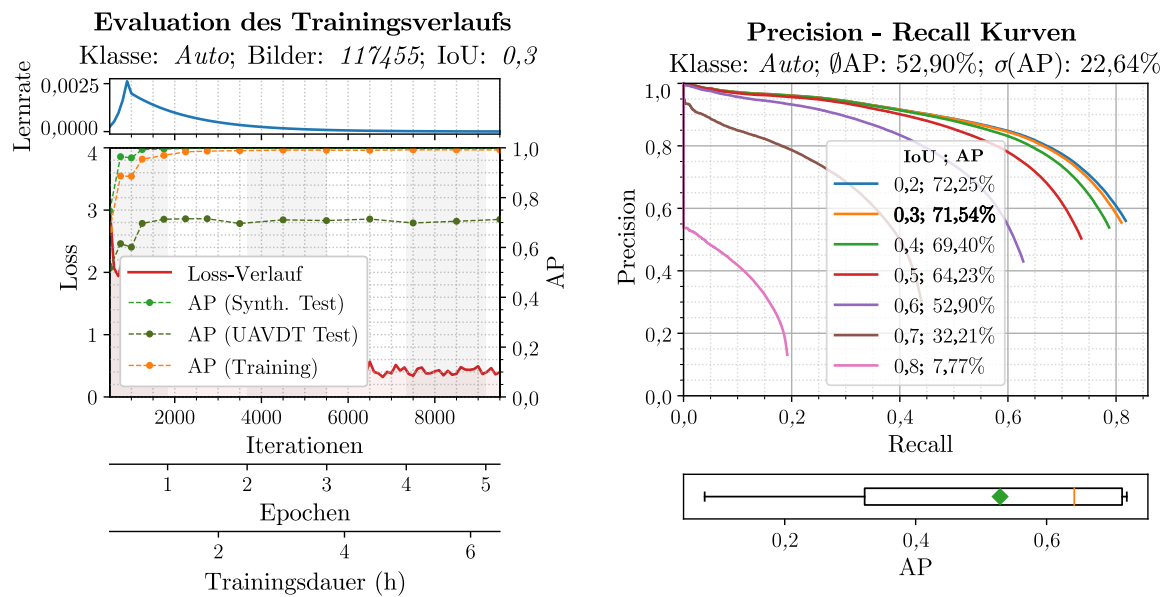 Evaluation des Trainingsverlaufs
Klasse: Auto; Bilder: 117455; IoU: 0,3
Lernrate
0,0025
0,0000
Loss
4
3
2
1
0
AP
1,0
0,8
0,6
0,4
0,2
0,0
Loss-Verlauf
AP (Synth. Test)
AP (UAVDT Test)
AP (Training)
2000 4000 6000 8000
Iterationen
1 2 3 4 5
Epochen
2 4 6
Trainingsdauer (h)
Precision - Recall Kurven
Klasse: Auto; ∅AP: 52,90%; σ(AP): 22,64%
Precision
1,0
0,8
0,6
0,4
0,2
0,0
IoU ; AP
0,2; 72,25%
0,3; 71,54%
0,4; 69,40%
0,5; 64,23%
0,6; 52,90%
0,7; 32,21%
0,8; 7,77%
0,0 0,2 0,4 0,6 0,8
Recall
0,2 0,4 0,6
AP